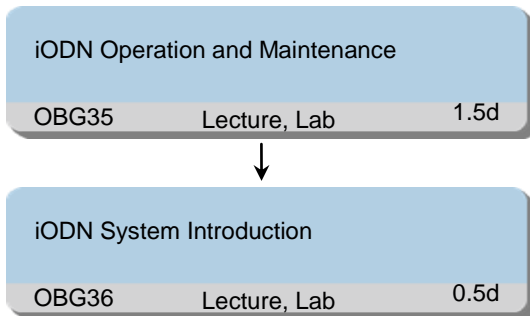 iODN Operation and Maintenance
OBG35 Lecture, Lab 1.5d
iODN System Introduction
OBG36 Lecture, Lab 0.5d